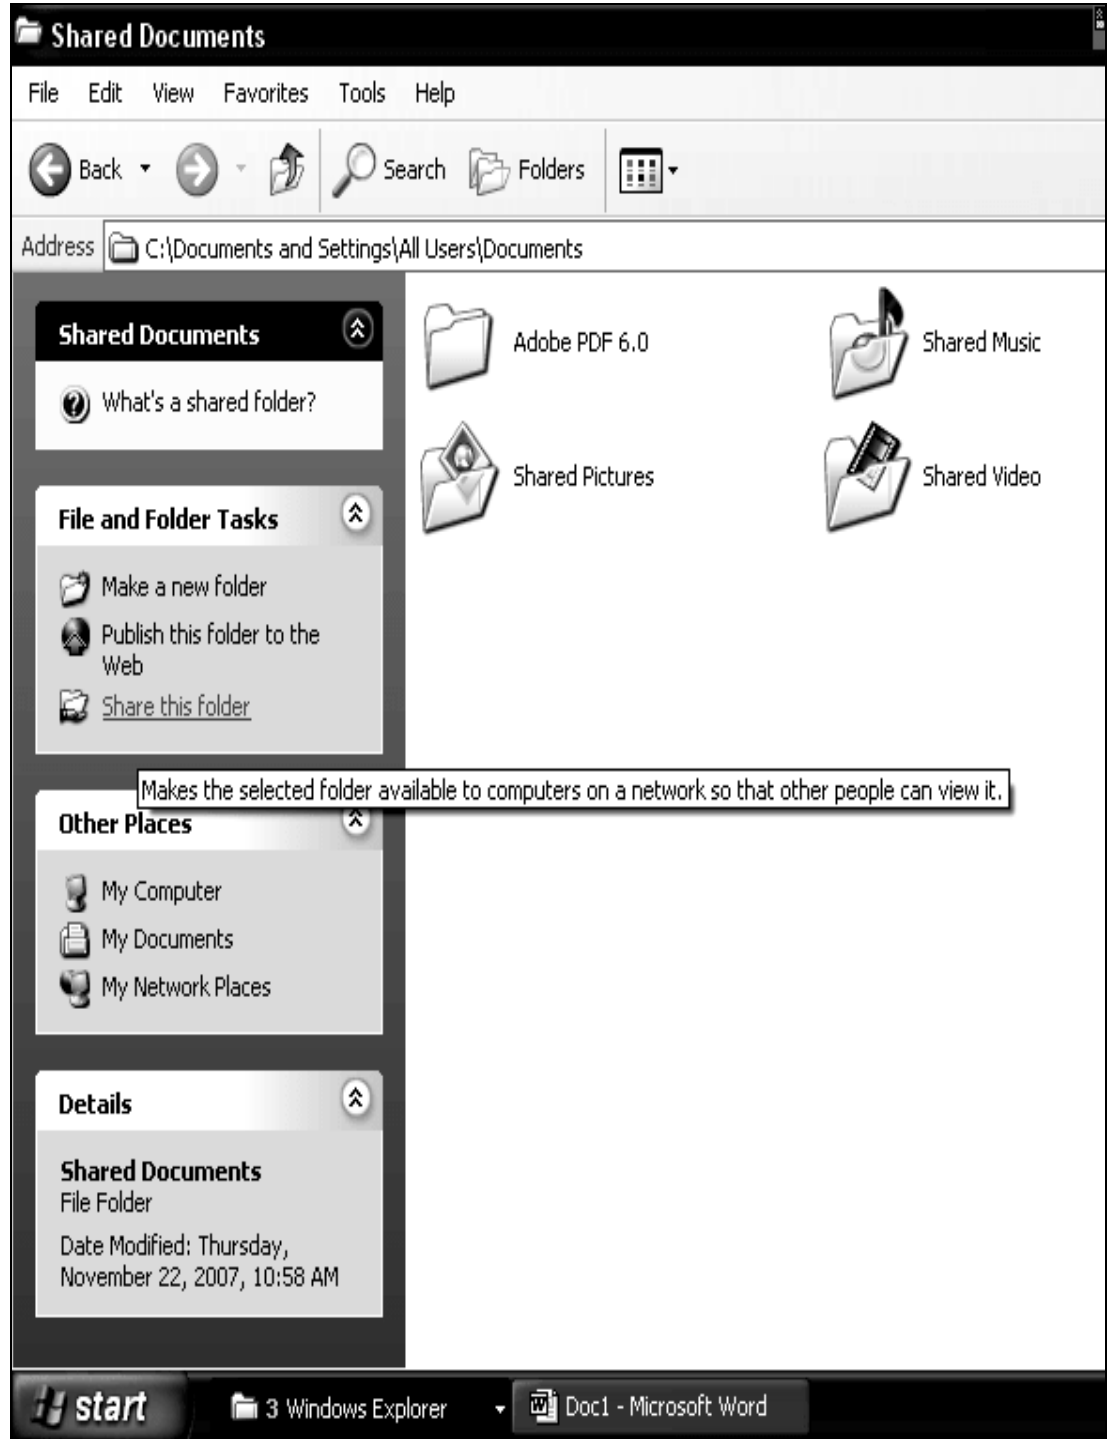 Shared Documents
File Edit View Favorites Tools Help
Back Search Folders
Address C:\Documents and Settings\All Users\Documents
Shared Documents
What's a shared folder?
File and Folder Tasks
Make a new folder
Publish this folder to the
Web
Share this folder
Makes the selected folder available to computers on a network so that other people can view it.
Other Places
My Computer
My Documents
My Network Places
Details
Shared Documents
File Folder
Date Modified: Thursday,
November 22, 2007, 10:58 AM
Adobe PDF 6.0
Shared Music
Shared Pictures
Shared Video
start 3 Windows Explorer Doc1 - Microsoft Word